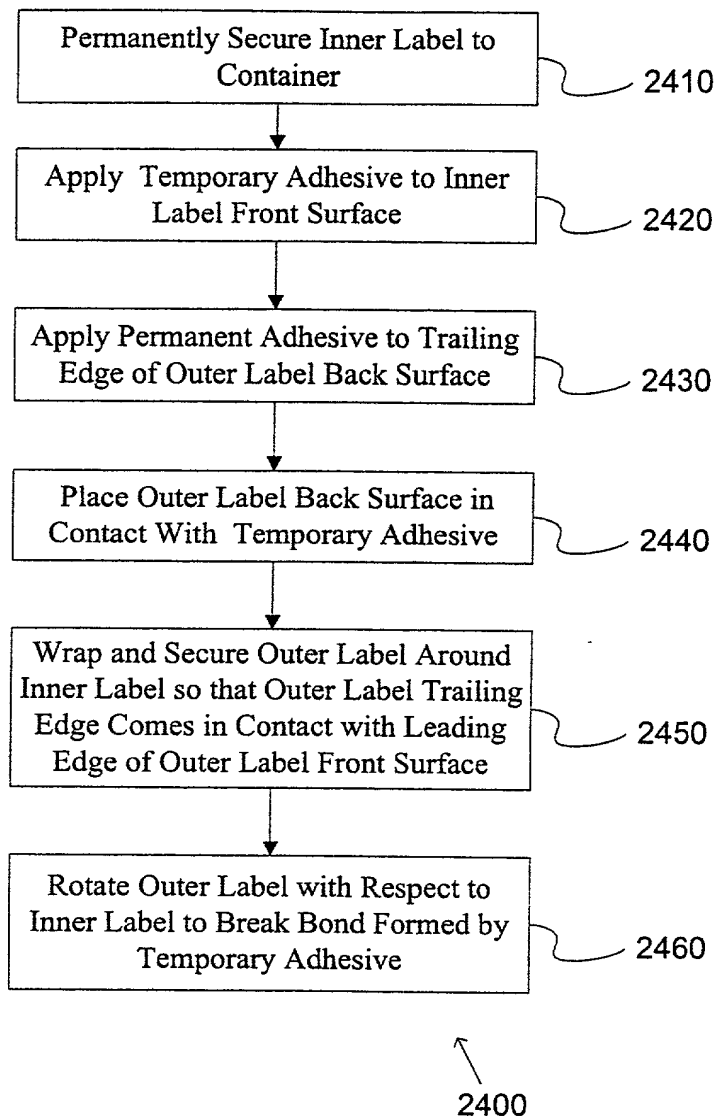 Permanently Secure Inner Label to
Container
2410
Apply Temporary Adhesive to Inner
Label Front Surface
2420
Apply Permanent Adhesive to Trailing
Edge of Outer Label Back Surface
2430
Place Outer Label Back Surface in
Contact With Temporary Adhesive
2440
Wrap and Secure Outer Label Around
Inner Label so that Outer Label Trailing
Edge Comes in Contact with Leading
Edge of Outer Label Front Surface
2450
Rotate Outer Label with Respect to
Inner Label to Break Bond Formed by
Temporary Adhesive
2460
2400